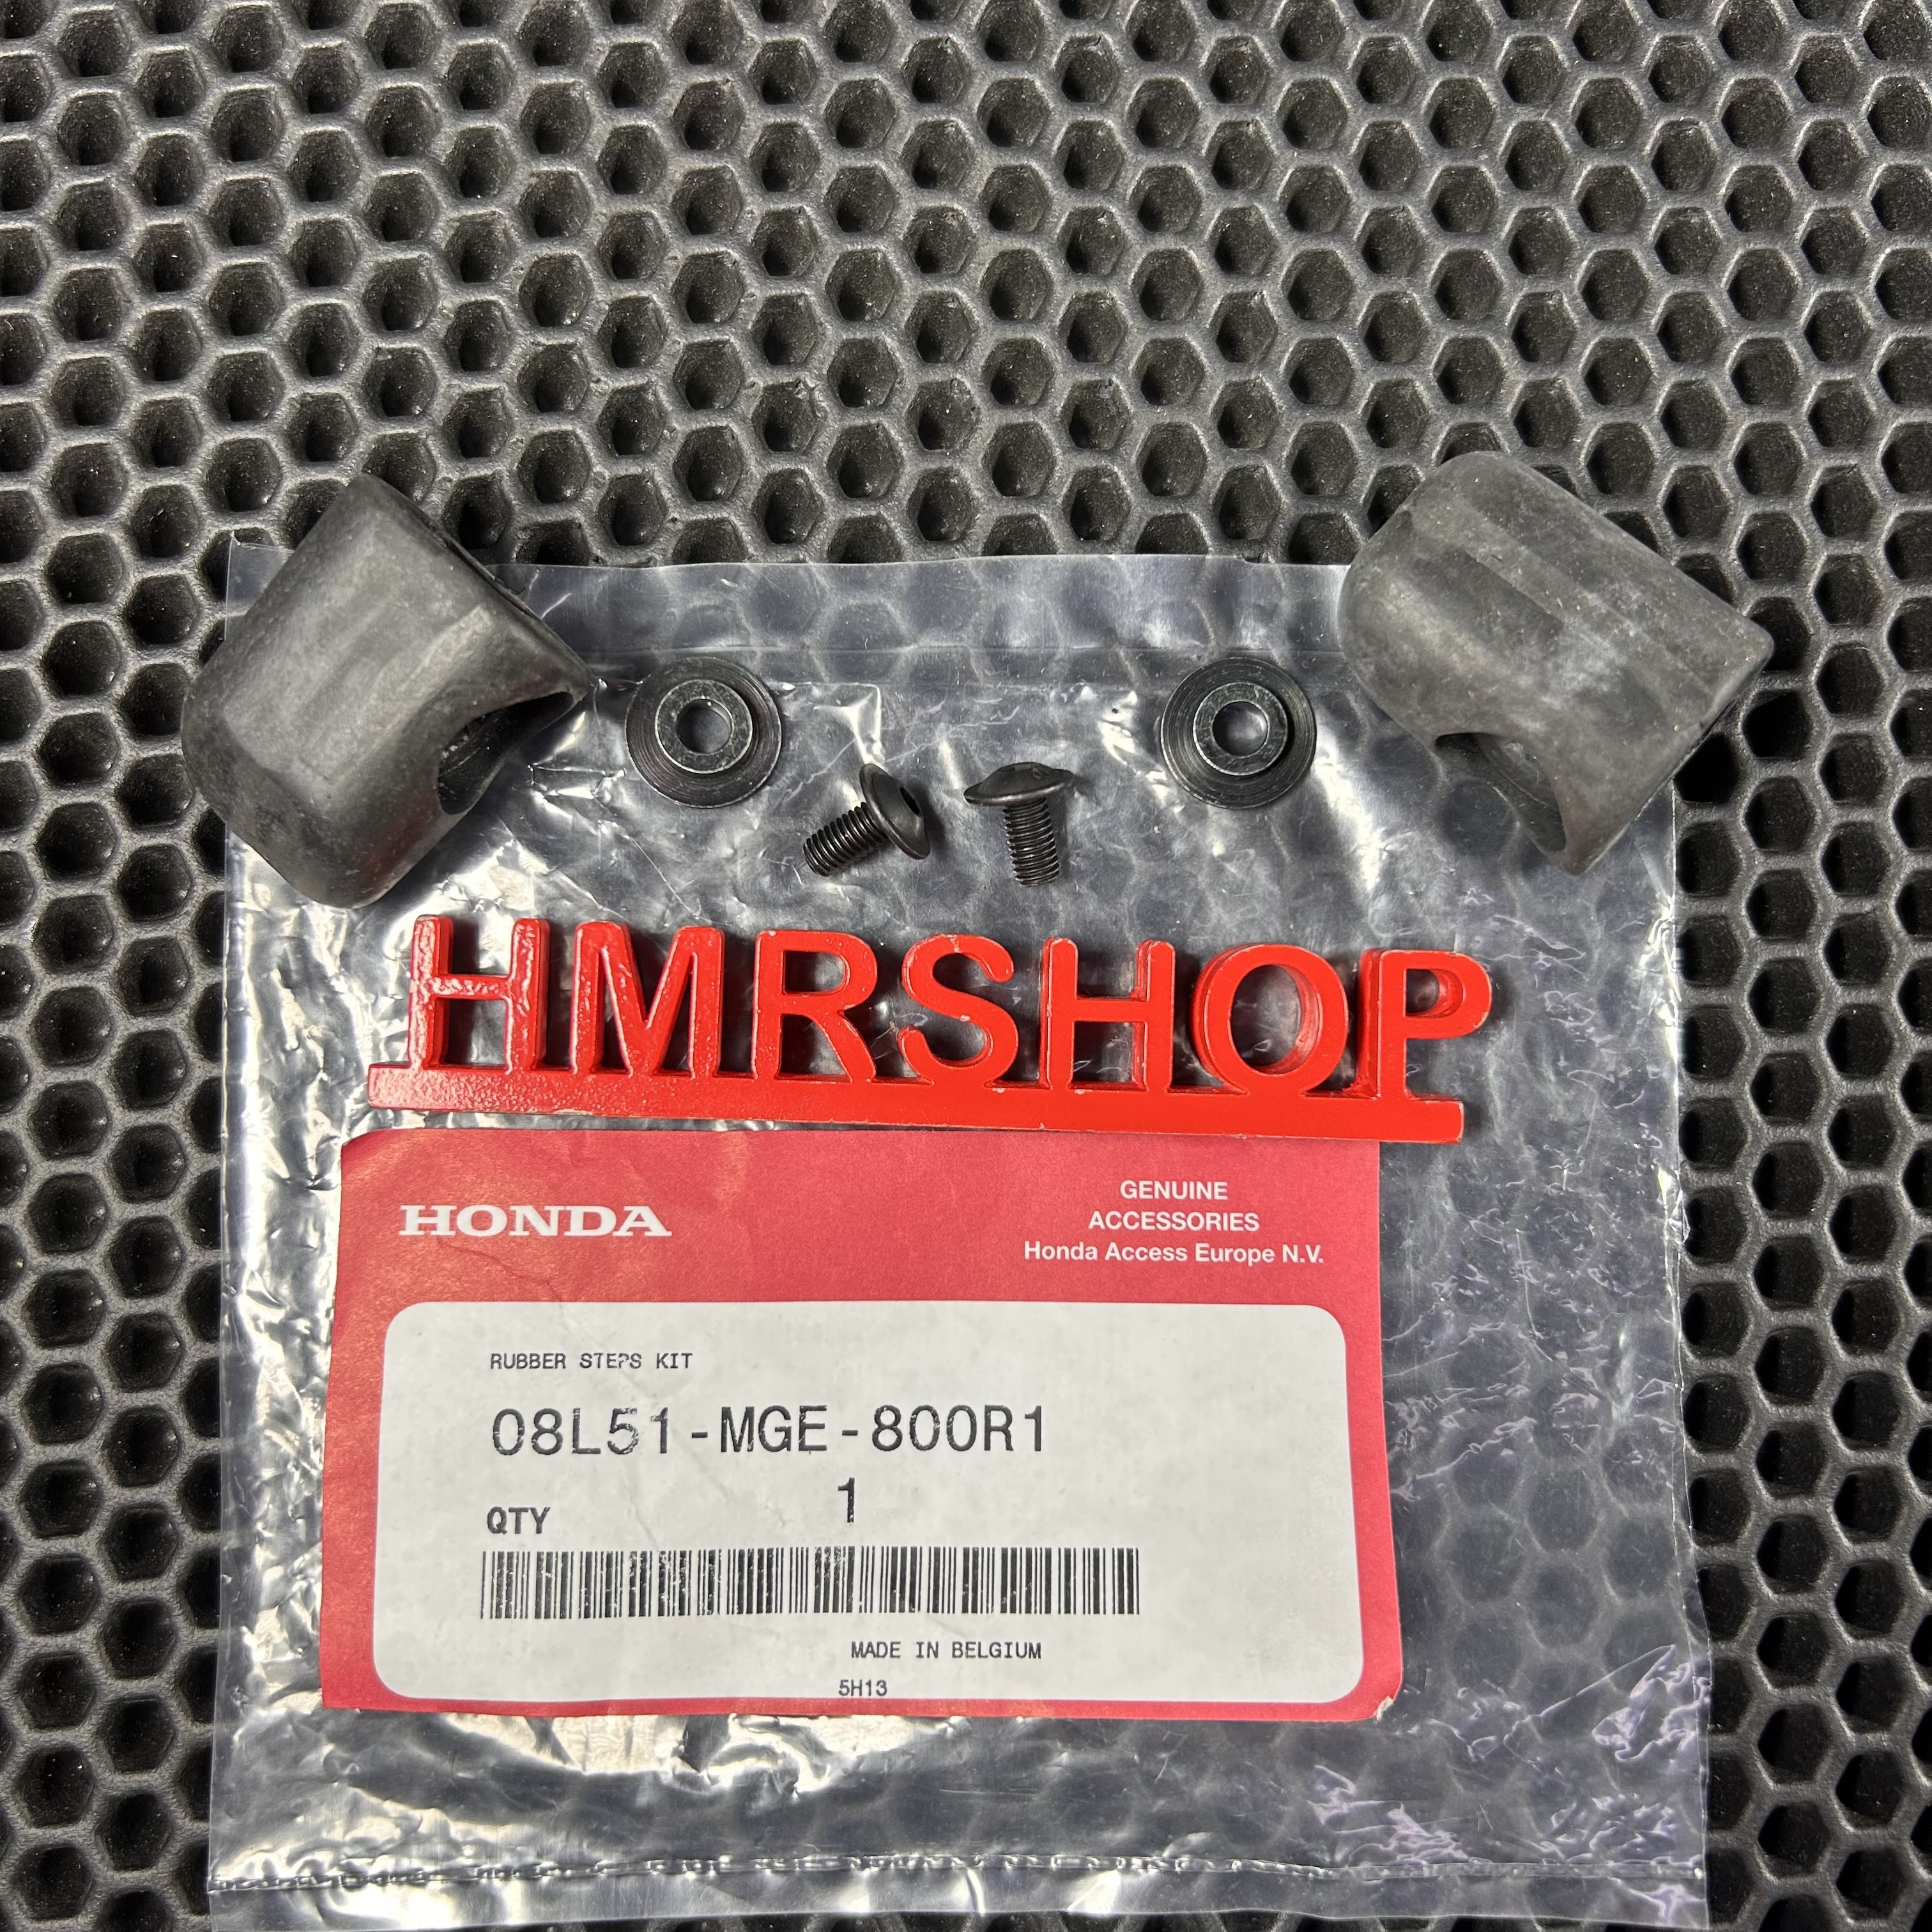 HMRSHOP
HONDA
GENUINE
ACCESSORIES
Honda Access Europe N.V.
RUBBER STEPS KIT
08L51-MGE-800R1
QTY 1
MADE IN BELGIUM
5H13